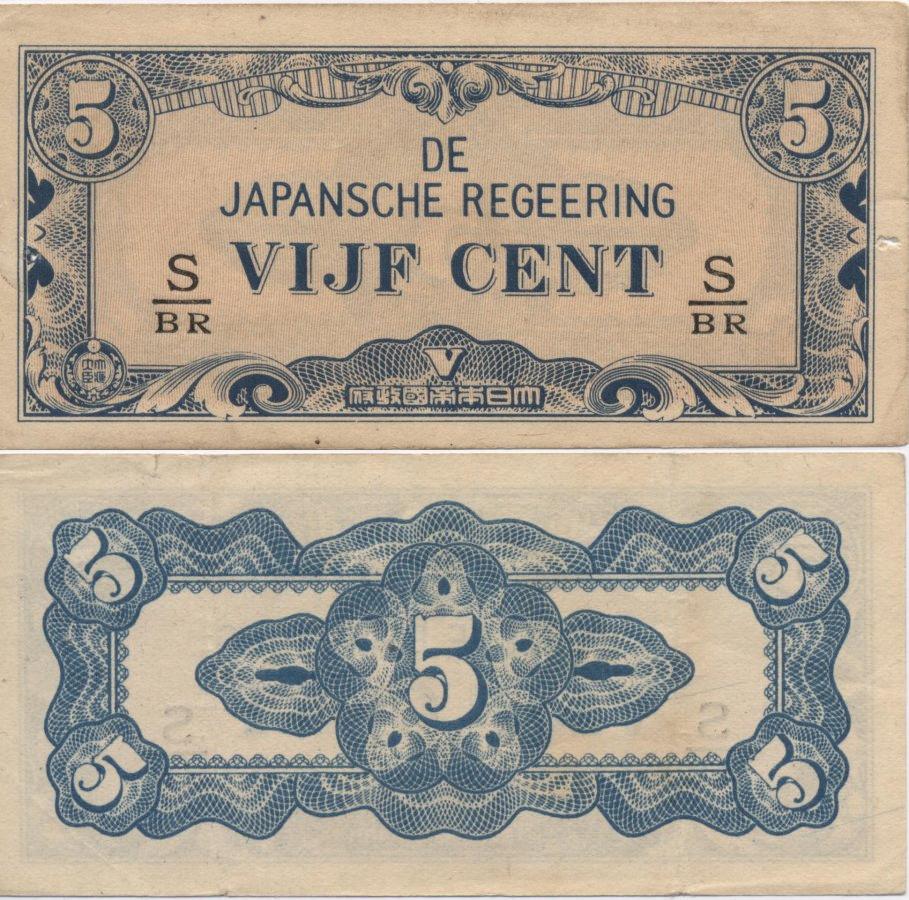 5 5
DE
JAPANSCHE REGEERING
S VIJF CENT S
BR BR
V
大日本帝國政府
5 5
5
5 5